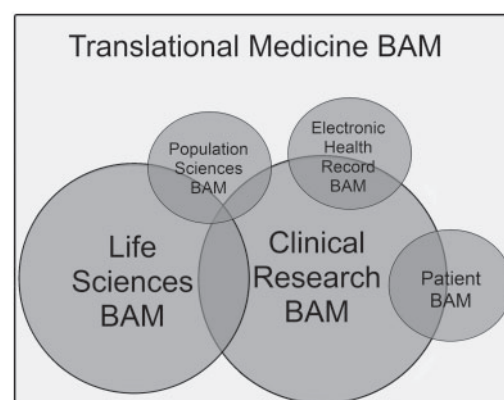 Translational Medicine BAM
Population
Sciences
BAM
Electronic
Health
Record
BAM
Life
Sciences
BAM
Clinical
Research
BAM
Patient
BAM